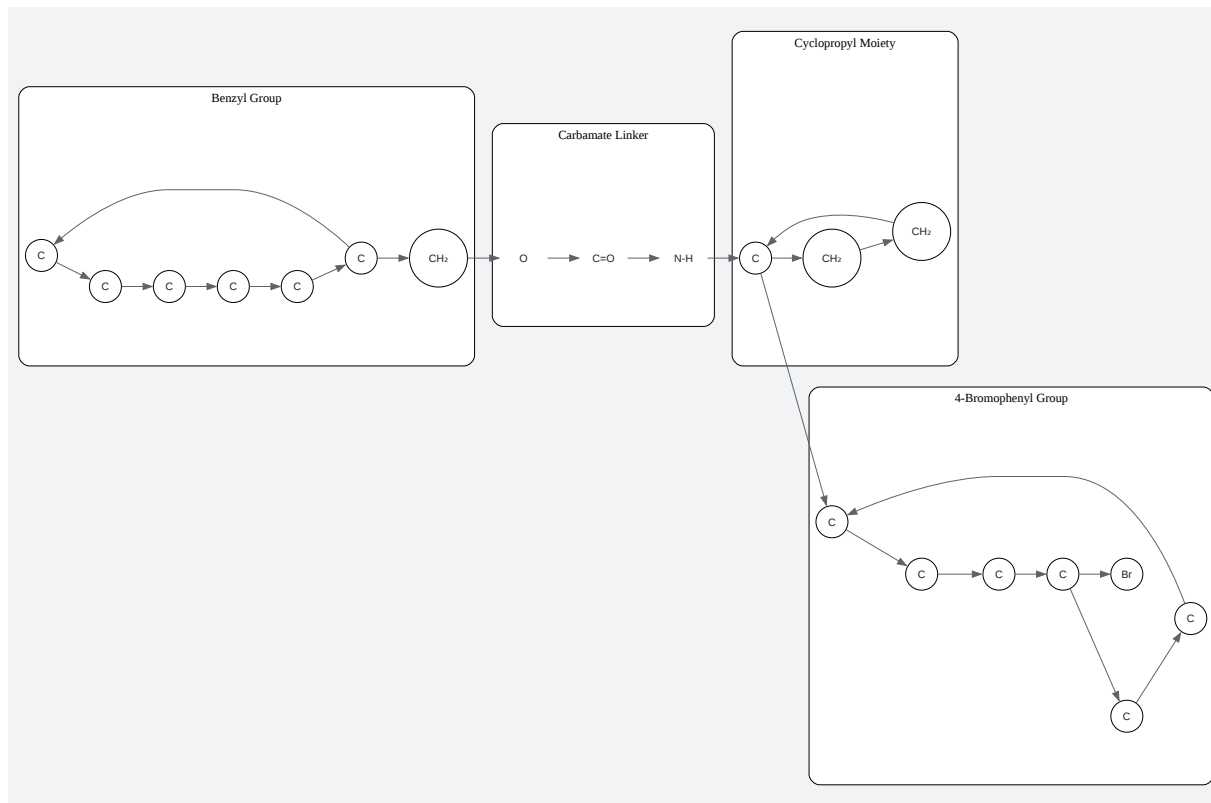 Cyclopropyl Moiety
Benzyl Group
Carbamate Linker
CH₂
C
C
CH₂
O
C=O
N-H
C
CH₂
C
C
C
C
4-Bromophenyl Group
C
C
C
C
Br
C
C